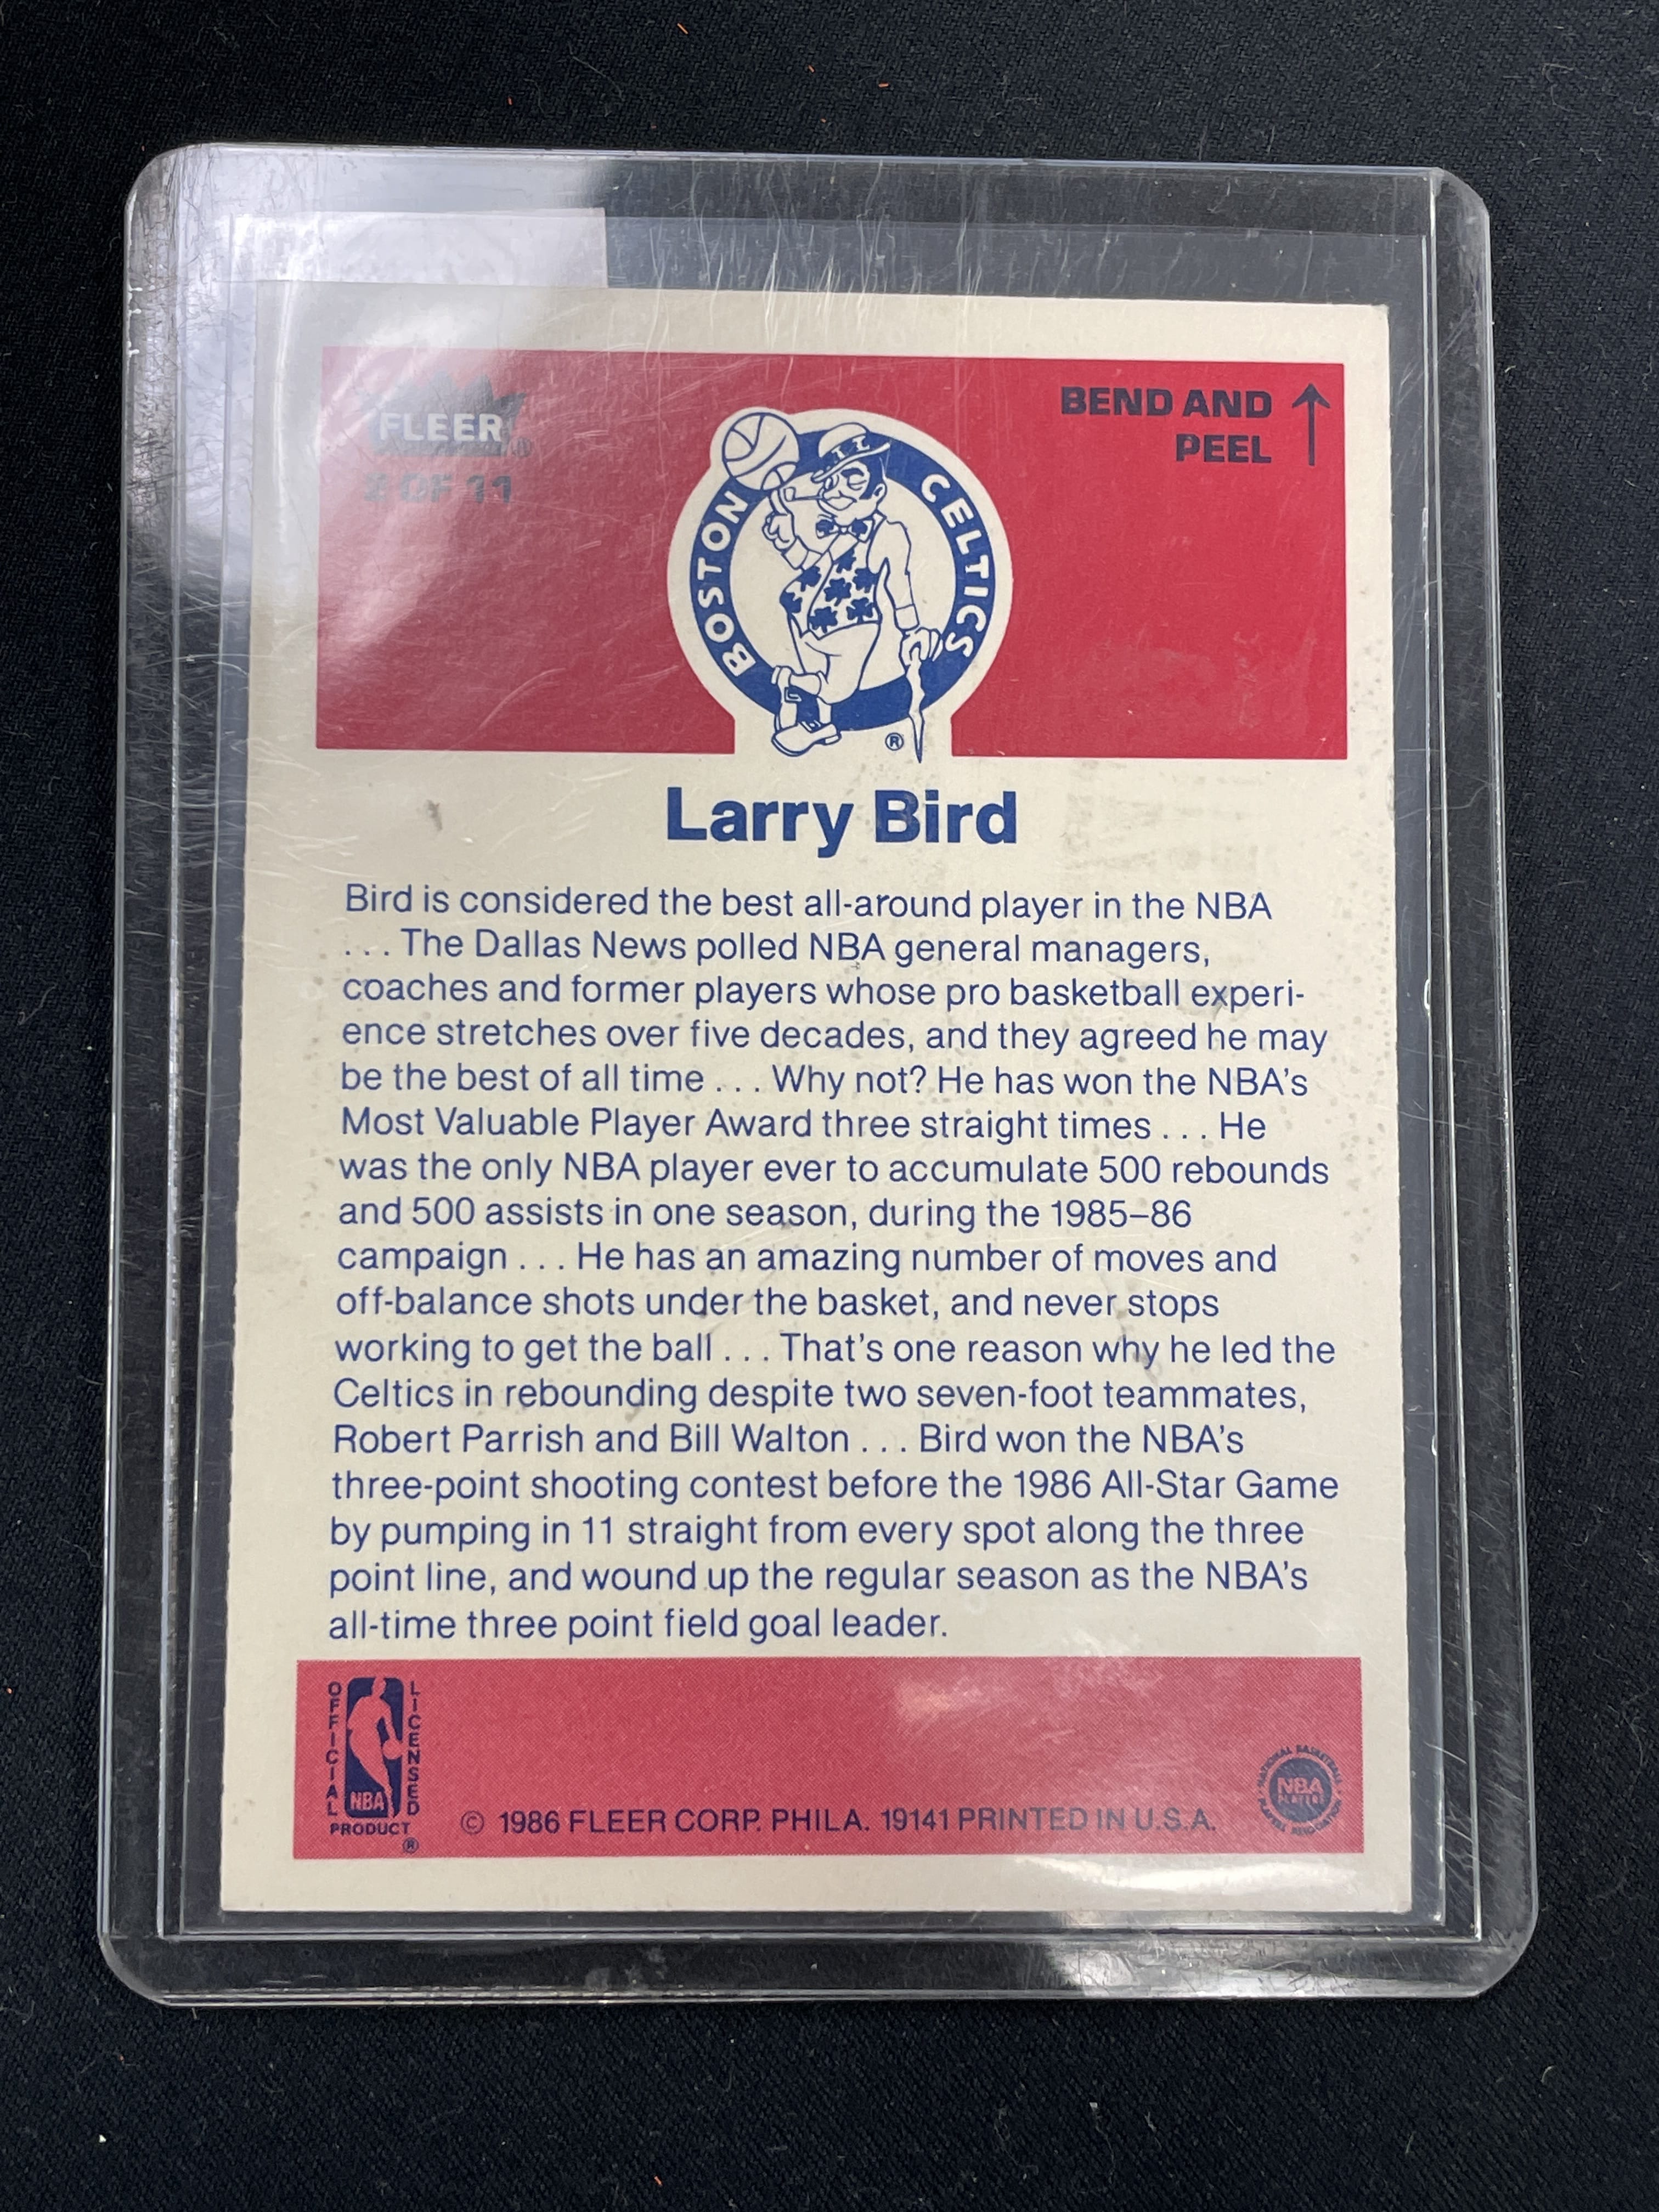 FLEER ®
2 OF 11
BEND AND
PEEL
BOSTON CELTICS
®
Larry Bird
Bird is considered the best all-around player in the NBA
. . . The Dallas News polled NBA general managers,
coaches and former players whose pro basketball experi-
ence stretches over five decades, and they agreed he may
be the best of all time . . . Why not? He has won the NBA's
Most Valuable Player Award three straight times . . . He
was the only NBA player ever to accumulate 500 rebounds
and 500 assists in one season, during the 1985–86
campaign . . . He has an amazing number of moves and
off-balance shots under the basket, and never stops
working to get the ball . . . That's one reason why he led the
Celtics in rebounding despite two seven-foot teammates,
Robert Parrish and Bill Walton . . . Bird won the NBA's
three-point shooting contest before the 1986 All-Star Game
by pumping in 11 straight from every spot along the three
point line, and wound up the regular season as the NBA's
all-time three point field goal leader.
OFFICIAL LICENSED
NBA
PRODUCT
®
© 1986 FLEER CORP. PHILA. 19141 PRINTED IN U.S.A.
NATIONAL BASKETBALL
NBA
PLAYERS
PLAYERS ASSOCIATION